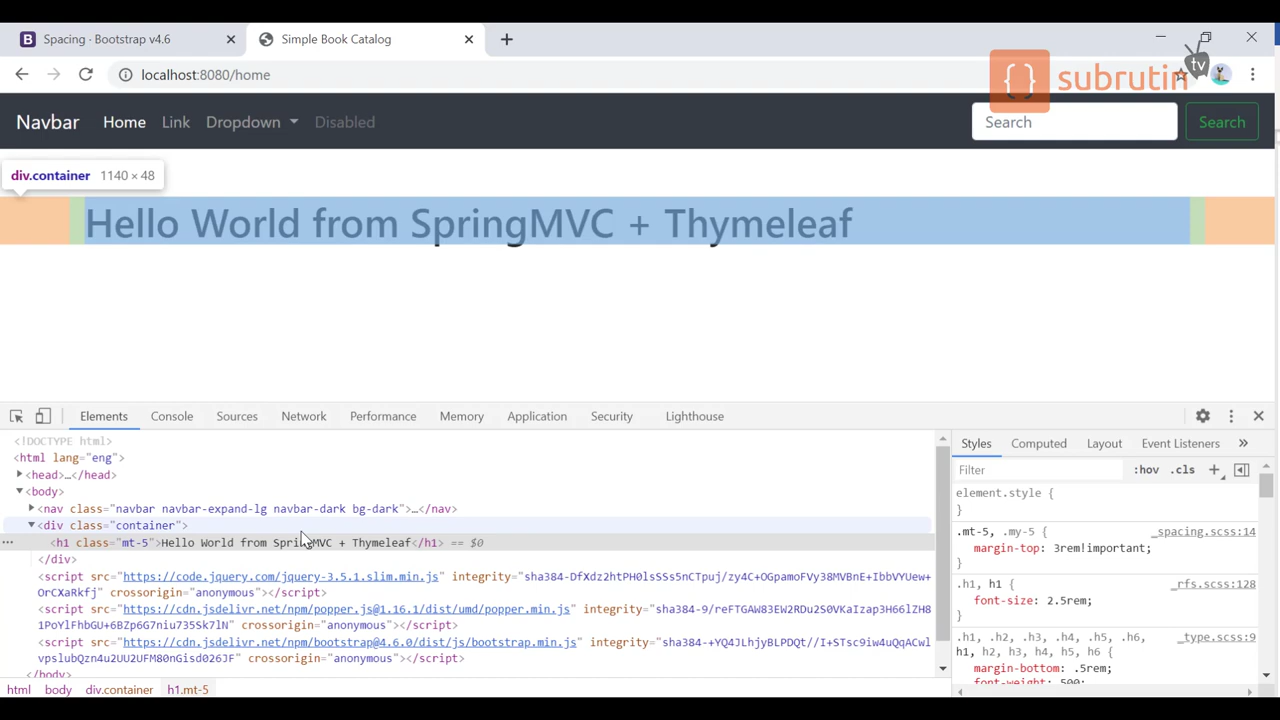 Spacing · Bootstrap v4.6
Simple Book Catalog
localhost:8080/home
{ } subrutin tv
Navbar Home Link Dropdown Disabled Search Search
div.container 1140 × 48
Hello World from SpringMVC + Thymeleaf
Elements Console Sources Network Performance Memory Application Security Lighthouse
<!DOCTYPE html>
<html lang="eng">
<head>…</head>
<body>
<nav class="navbar navbar-expand-lg navbar-dark bg-dark">…</nav>
<div class="container">
<h1 class="mt-5">Hello World from SpringMVC + Thymeleaf</h1> == $0
</div>
<script src="https://code.jquery.com/jquery-3.5.1.slim.min.js" integrity="sha384-DfXdz2htPH0lsSSs5nCTpuj/zy4C+OGpamoFVy38MVBnE+IbbVYUew+
OrCXaRkfj" crossorigin="anonymous"></script>
<script src="https://cdn.jsdelivr.net/npm/popper.js@1.16.1/dist/umd/popper.min.js" integrity="sha384-9/reFTGAW83EW2RDu2S0VKaIzap3H66lZH8
1PoYlFhbGU+6BZp6G7niu735Sk7lN" crossorigin="anonymous"></script>
<script src="https://cdn.jsdelivr.net/npm/bootstrap@4.6.0/dist/js/bootstrap.min.js" integrity="sha384-+YQ4JLhjyBLPDQt//I+STsc9iw4uQqACwl
vpslubQzn4u2UU2UFM80nGisd026JF" crossorigin="anonymous"></script>
</body>
html body div.container h1.mt-5
Styles Computed Layout Event Listeners
Filter :hov .cls
element.style {
}
.mt-5, .my-5 { _spacing.scss:14
margin-top: 3rem!important;
}
.h1, h1 { _rfs.scss:128
font-size: 2.5rem;
}
.h1, .h2, .h3, .h4, .h5, .h6, _type.scss:9
h1, h2, h3, h4, h5, h6 {
margin-bottom: .5rem;
font-weight: 500;